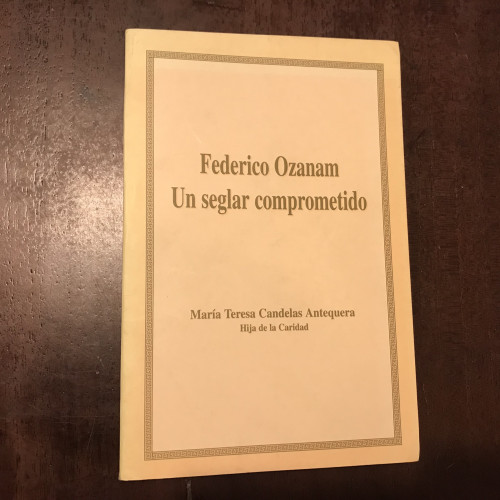 Federico Ozanam
Un seglar comprometido
María Teresa Candelas Antequera
Hija de la Caridad